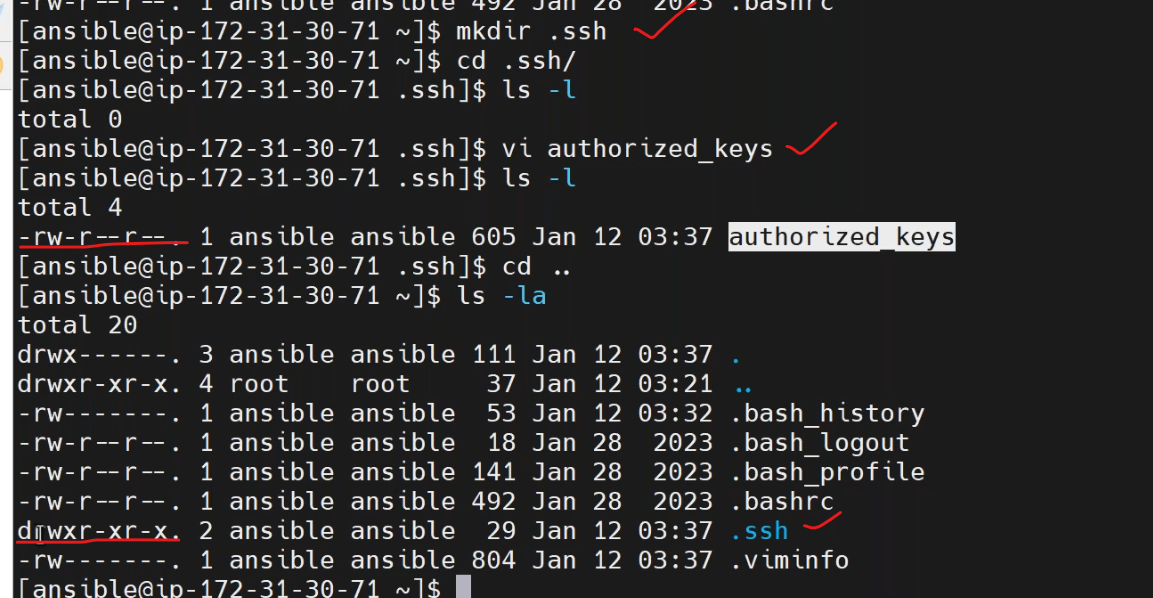 -rw-r--r--. 1 ansible ansible 492 Jan 28  2023 .bashrc
[ansible@ip-172-31-30-71 ~]$ mkdir .ssh
[ansible@ip-172-31-30-71 ~]$ cd .ssh/
[ansible@ip-172-31-30-71 .ssh]$ ls -l
total 0
[ansible@ip-172-31-30-71 .ssh]$ vi authorized_keys
[ansible@ip-172-31-30-71 .ssh]$ ls -l
total 4
-rw-r--r--. 1 ansible ansible 605 Jan 12 03:37 authorized_keys
[ansible@ip-172-31-30-71 .ssh]$ cd ..
[ansible@ip-172-31-30-71 ~]$ ls -la
total 20
drwx------. 3 ansible ansible 111 Jan 12 03:37 .
drwxr-xr-x. 4 root    root     37 Jan 12 03:21 ..
-rw-------. 1 ansible ansible  53 Jan 12 03:32 .bash_history
-rw-r--r--. 1 ansible ansible  18 Jan 28  2023 .bash_logout
-rw-r--r--. 1 ansible ansible 141 Jan 28  2023 .bash_profile
-rw-r--r--. 1 ansible ansible 492 Jan 28  2023 .bashrc
drwxr-xr-x. 2 ansible ansible  29 Jan 12 03:37 .ssh
-rw-------. 1 ansible ansible 804 Jan 12 03:37 .viminfo
[ansible@ip-172-31-30-71 ~]$